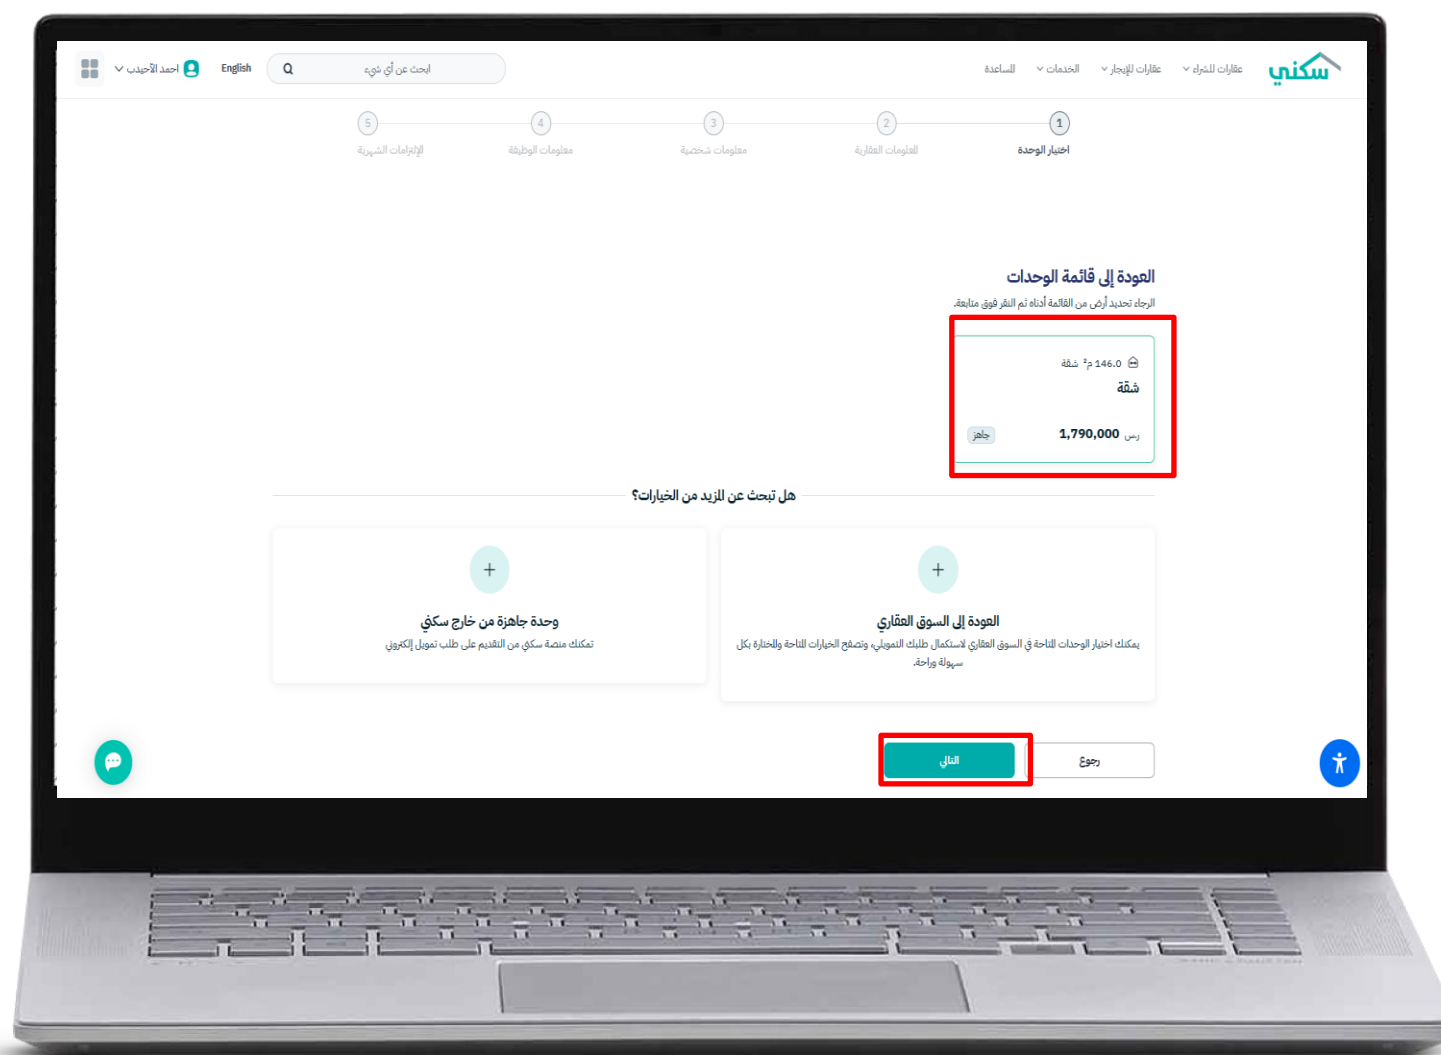 سكني
عقارات للشراء
عقارات للإيجار
الخدمات
المساعدة
ابحث عن أي شيء
English
احمد الأحيدب
1
2
3
4
5
اختيار الوحدة
المعلومات العقارية
معلومات شخصية
معلومات الوظيفة
الإلتزامات الشهرية
العودة إلى قائمة الوحدات
الرجاء تحديد أرض من القائمة أدناه ثم النقر فوق متابعة.
146.0 م² شقة
شقة
ر.س 1,790,000
جاهز
هل تبحث عن المزيد من الخيارات؟
العودة إلى السوق العقاري
يمكنك اختيار الوحدات المتاحة في السوق العقاري لاستكمال طلبك التمويلي، وتصفح الخيارات المتاحة والمختارة بكل
سهولة وراحة.
وحدة جاهزة من خارج سكني
تمكنك منصة سكني من التقديم على طلب تمويل إلكتروني
رجوع
التالي